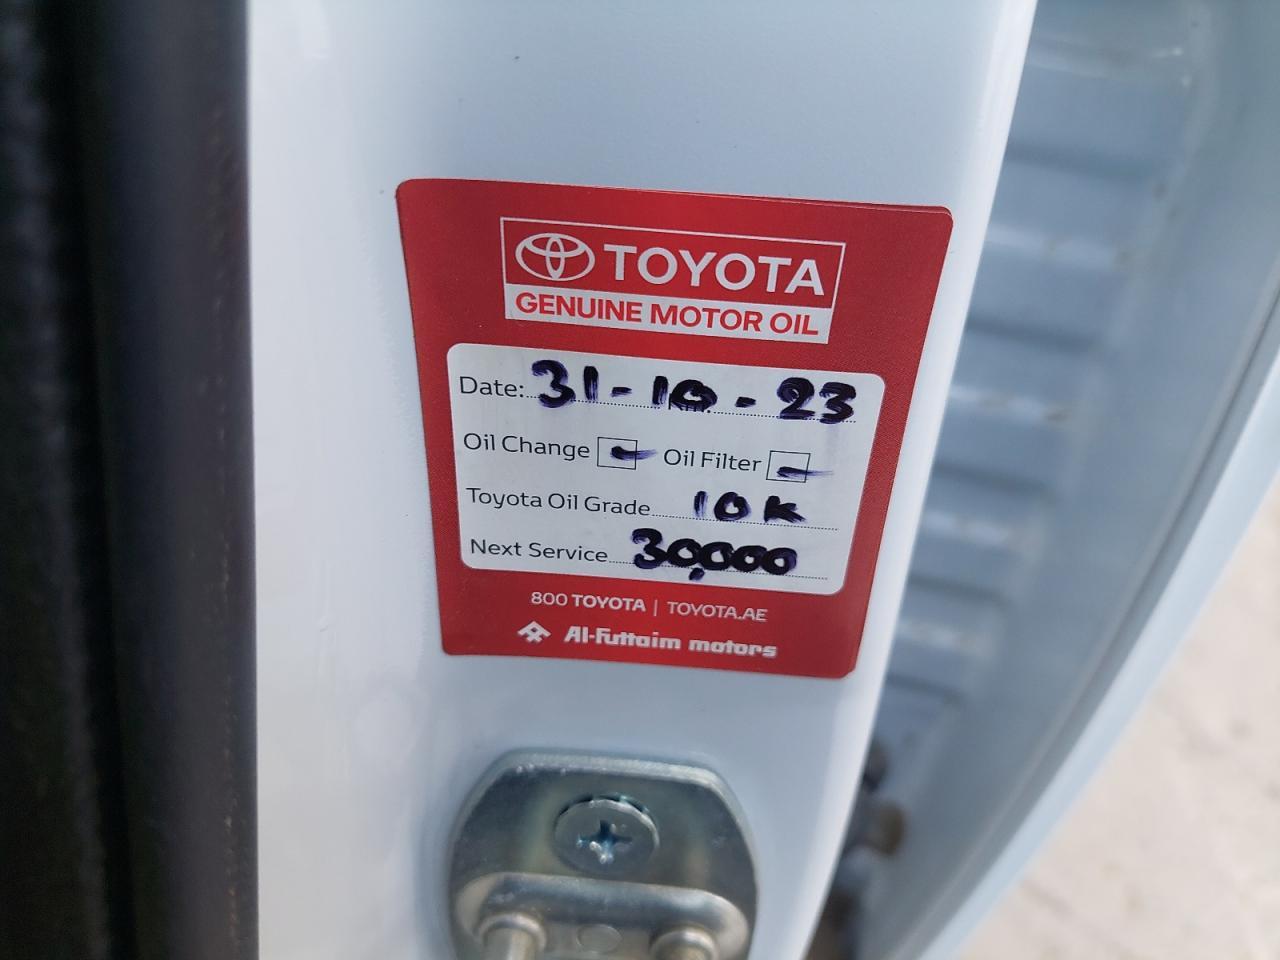 TOYOTA
GENUINE MOTOR OIL
Date: 31-10-23
Oil Change Oil Filter
Toyota Oil Grade 10K
Next Service 30,000
800 TOYOTA | TOYOTA.AE
Al-Futtaim motors